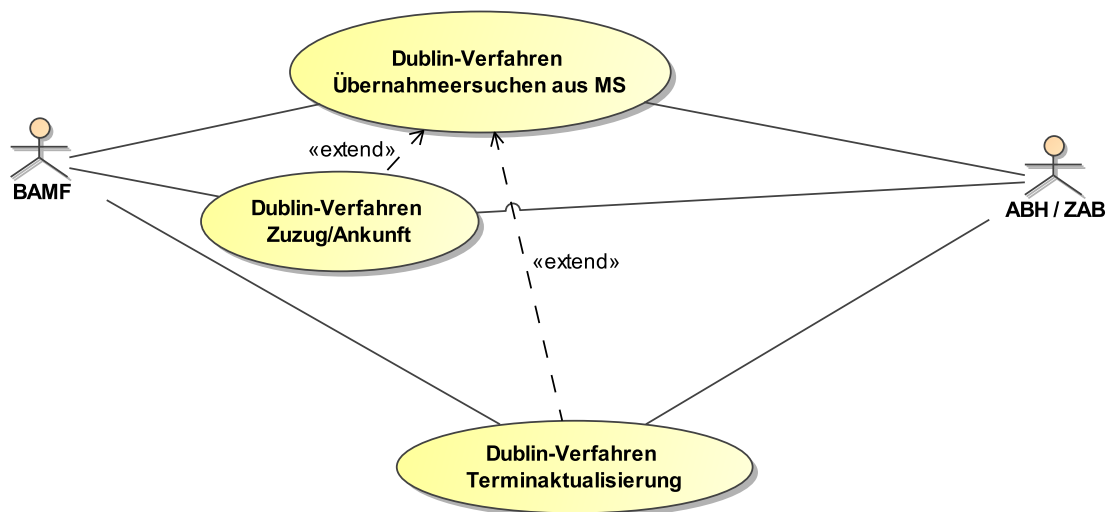 Dublin-Verfahren
Übernahmeersuchen aus MS
«extend»
BAMF
ABH / ZAB
Dublin-Verfahren
Zuzug/Ankunft
«extend»
Dublin-Verfahren
Terminaktualisierung